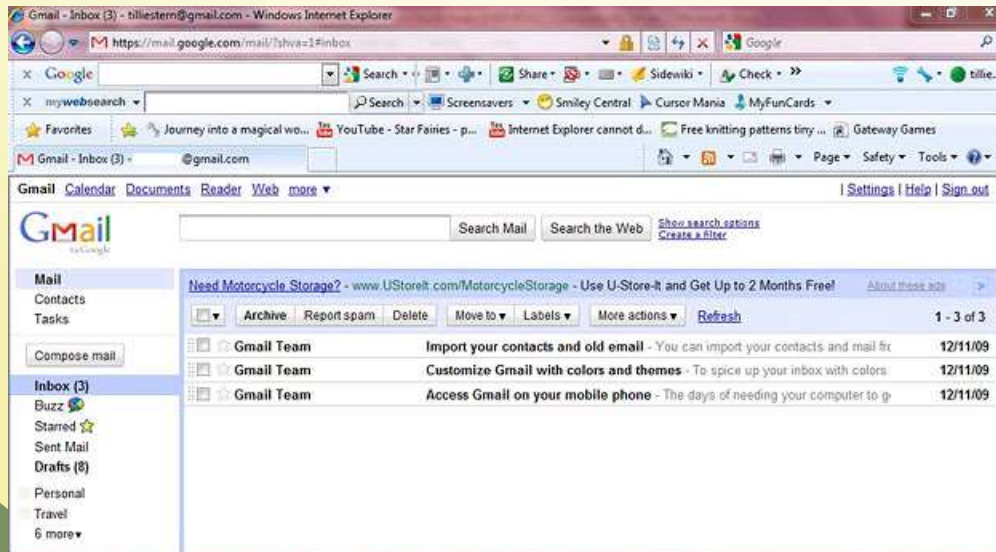 Gmail - Inbox (3) - tilliestern@gmail.com - Windows Internet Explorer
https://mail.google.com/mail/?shva=1#inbox
Google
x Google
Search
Share
Sidewiki
Check
tillie.
X mywebsearch
Search
Screensavers
Smiley Central
Cursor Mania
MyFunCards
Favorites
Journey into a magical wo...
YouTube - Star Fairies - p...
Internet Explorer cannot d...
Free knitting patterns tiny ...
Gateway Games
Gmail - Inbox (3) - @gmail.com
Page
Safety
Tools
Gmail Calendar Documents Reader Web more ▼
| Settings | Help | Sign out
Gmail
by Google
Search Mail
Search the Web
Show search options
Create a filter
Mail
Contacts
Tasks
Compose mail
Inbox (3)
Buzz
Starred
Sent Mail
Drafts (8)
Personal
Travel
6 more▼
Need Motorcycle Storage? - www.UStoreIt.com/MotorcycleStorage - Use U-Store-It and Get Up to 2 Months Free!
About these ads >
Archive Report spam Delete Move to ▼ Labels ▼ More actions ▼ Refresh 1 - 3 of 3
Gmail Team Import your contacts and old email - You can import your contacts and mail fr 12/11/09
Gmail Team Customize Gmail with colors and themes - To spice up your inbox with colors 12/11/09
Gmail Team Access Gmail on your mobile phone - The days of needing your computer to g 12/11/09